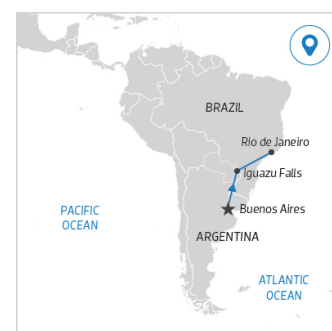 BRAZIL
Rio de Janeiro
Iguazu Falls
PACIFIC
OCEAN
Buenos Aires
ARGENTINA
ATLANTIC
OCEAN